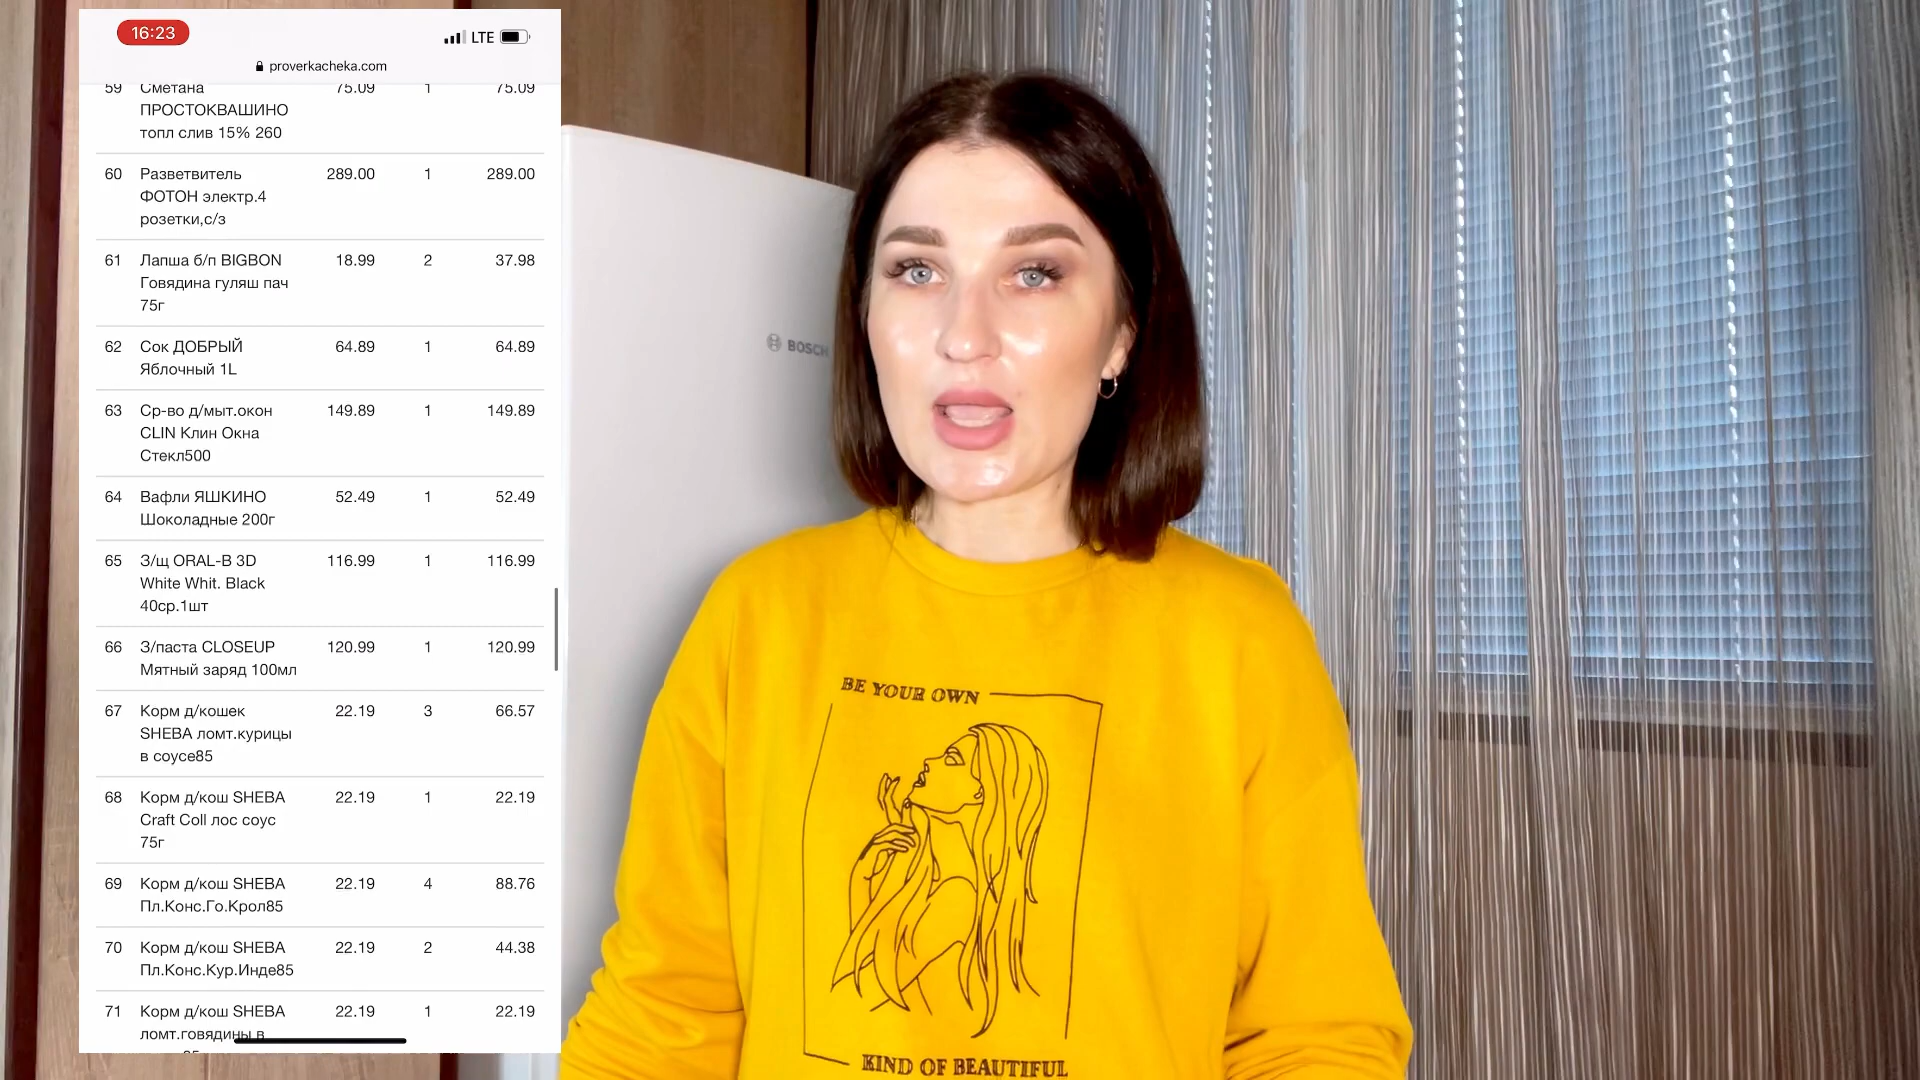 16:23
LTE
proverkacheka.com
59 Сметана 75.09 1 75.09
ПРОСТОКВАШИНО
топл слив 15% 260
60 Разветвитель 289.00 1 289.00
ФОТОН электр.4
розетки,с/з
61 Лапша б/п BIGBON 18.99 2 37.98
Говядина гуляш пач
75г
62 Сок ДОБРЫЙ 64.89 1 64.89
Яблочный 1L
63 Ср-во д/мыт.окон 149.89 1 149.89
CLIN Клин Окна
Стекл500
64 Вафли ЯШКИНО 52.49 1 52.49
Шоколадные 200г
65 З/щ ORAL-B 3D 116.99 1 116.99
White Whit. Black
40ср.1шт
66 З/паста CLOSEUP 120.99 1 120.99
Мятный заряд 100мл
67 Корм д/кошек 22.19 3 66.57
SHEBA ломт.курицы
в соусе85
68 Корм д/кош SHEBA 22.19 1 22.19
Craft Coll лос соус
75г
69 Корм д/кош SHEBA 22.19 4 88.76
Пл.Конс.Го.Крол85
70 Корм д/кош SHEBA 22.19 2 44.38
Пл.Конс.Кур.Инде85
71 Корм д/кош SHEBA 22.19 1 22.19
ломт.говядины в
BOSCH
BE YOUR OWN
KIND OF BEAUTIFUL